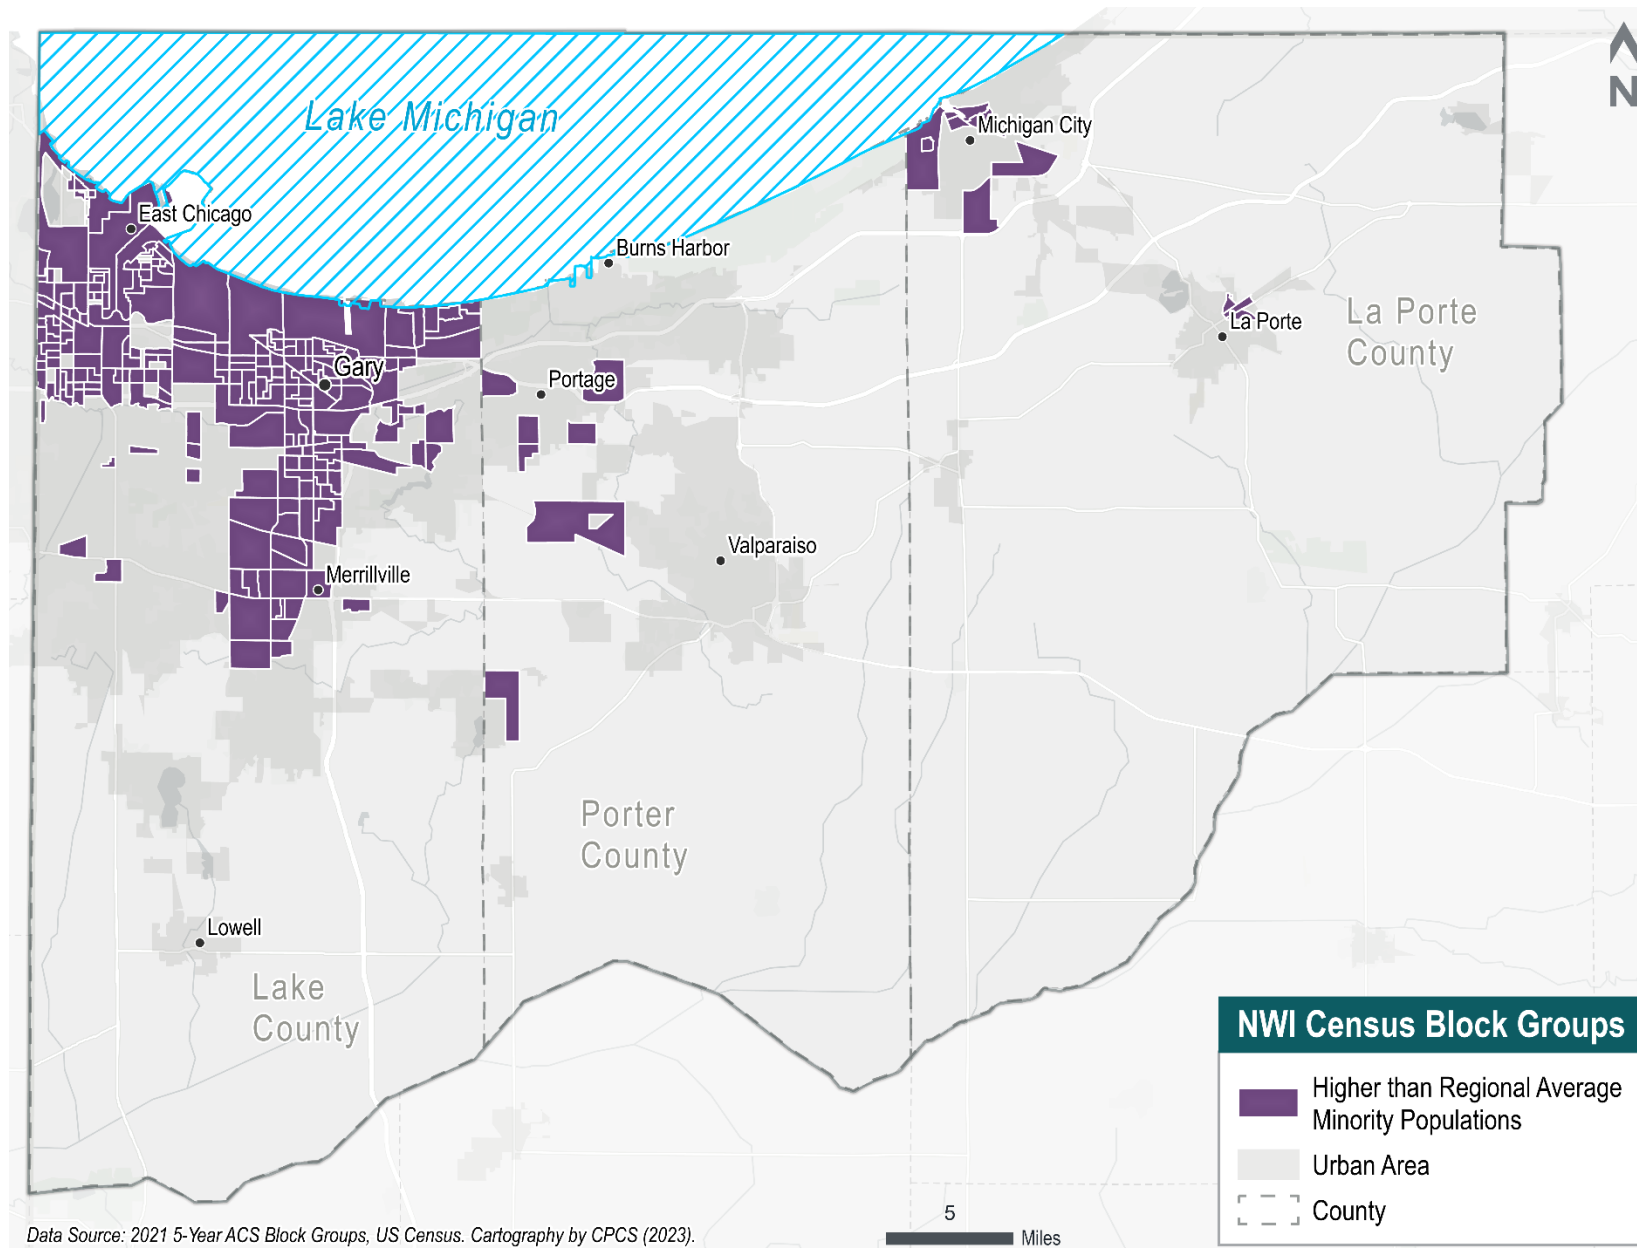 N
Lake Michigan
Michigan City
East Chicago
Burns Harbor
La Porte
County
La Porte
Gary
Portage
Valparaiso
Merrillville
Porter
County
Lowell
Lake
County
NWI Census Block Groups
Higher than Regional Average
Minority Populations
Urban Area
County
5
Miles
Data Source: 2021 5-Year ACS Block Groups, US Census. Cartography by CPCS (2023).